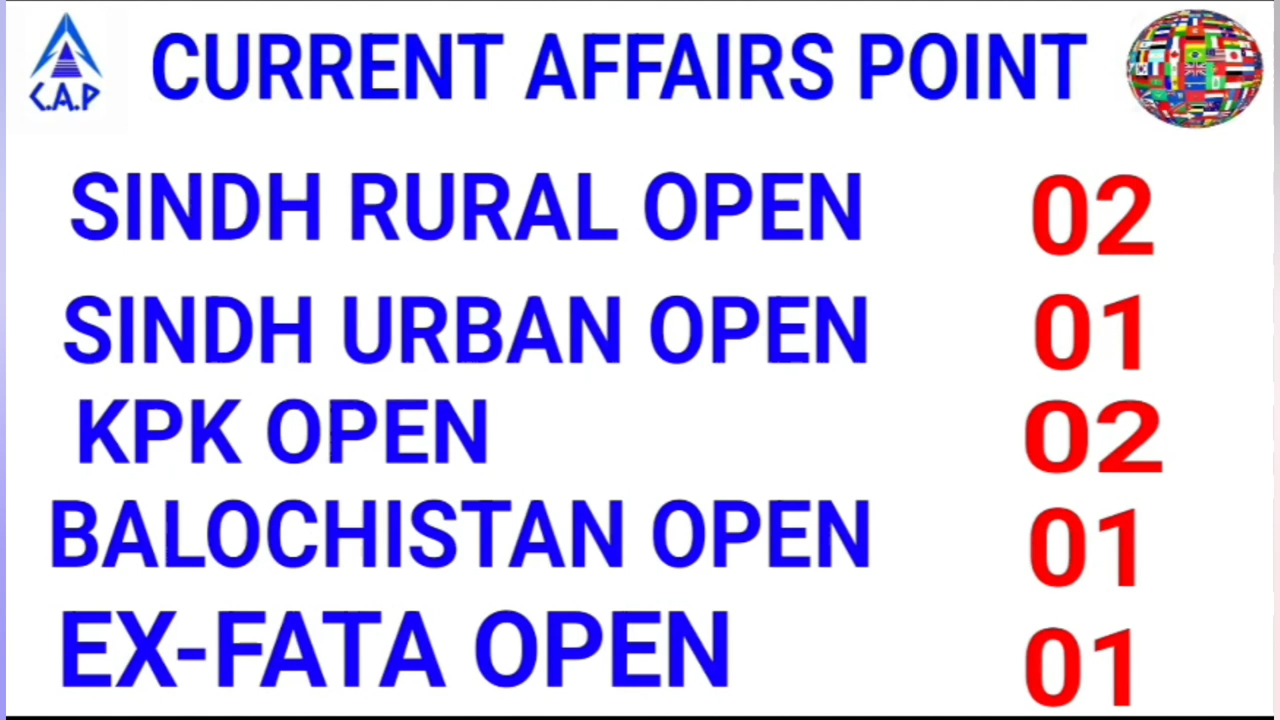 C.A.P
CURRENT AFFAIRS POINT
SINDH RURAL OPEN 02
SINDH URBAN OPEN 01
KPK OPEN 02
BALOCHISTAN OPEN 01
EX-FATA OPEN 01